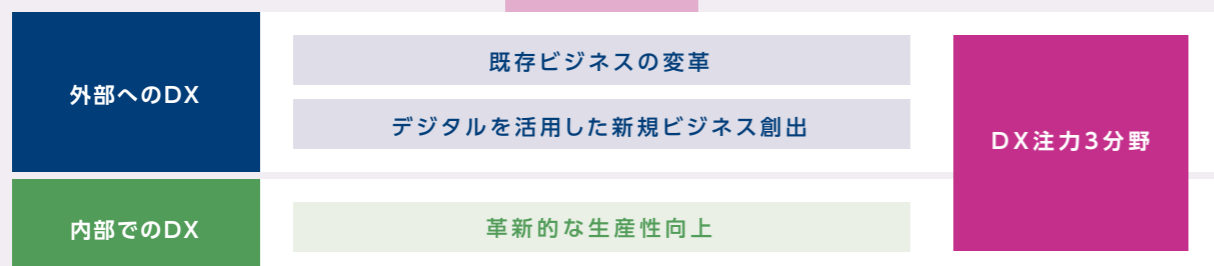 外部へのDX
既存ビジネスの変革
デジタルを活用した新規ビジネス創出
DX注力3分野
内部でのDX
革新的な生産性向上